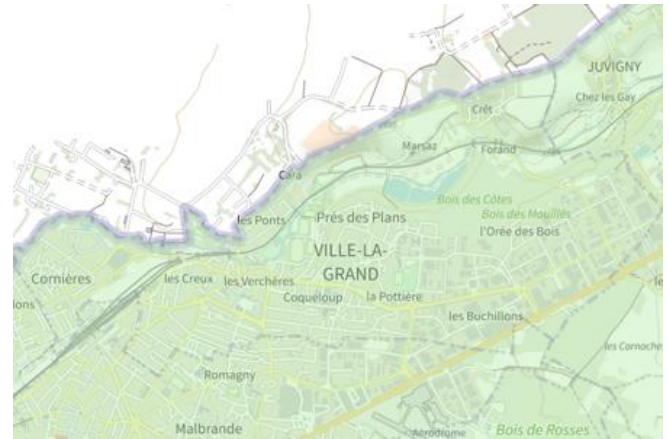 JUVIGNY
Chez les Gay
Crêt
Marsaz
Forand
Cara
Bois des Côtes
les Ponts
Prés des Plans
Bois des Mouilles
l'Orée des Bois
VILLE-LA-
GRAND
Cornières
les Creux
les Verchères
Coqueloup
la Pottière
les Buchillons
les Carnoche
Romagny
Malbrande
Aérodrome
Bois de Rosses